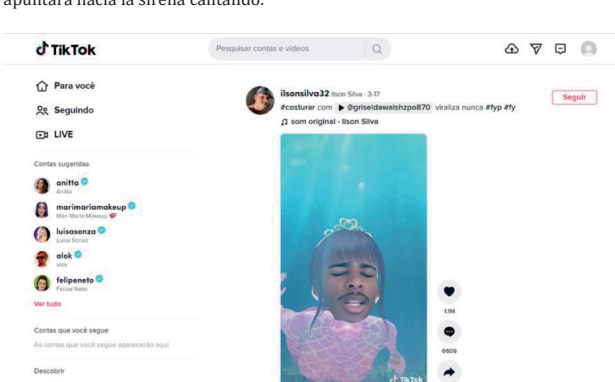 apuntara hacia la sirena cantando.
TikTok
Pesquisar contas e vídeos
Para você
ilsonsilva32 Ilson Silva · 3-17
Seguir
#costurar com ▶ @griseldawalshzpo870 viraliza nunca #fyp #fy
Seguindo
♫ som original - Ilson Silva
LIVE
Contas sugeridas
anitta
Anitta
marimariamakeup
Mari Maria Makeup
luisasonza
Luísa Sonza
alok
alok
felipeneto
Felipe Neto
1.1M
Ver tudo
Contas que você segue
6609
As contas que você segue aparecerão aqui
Descobrir
TikTok